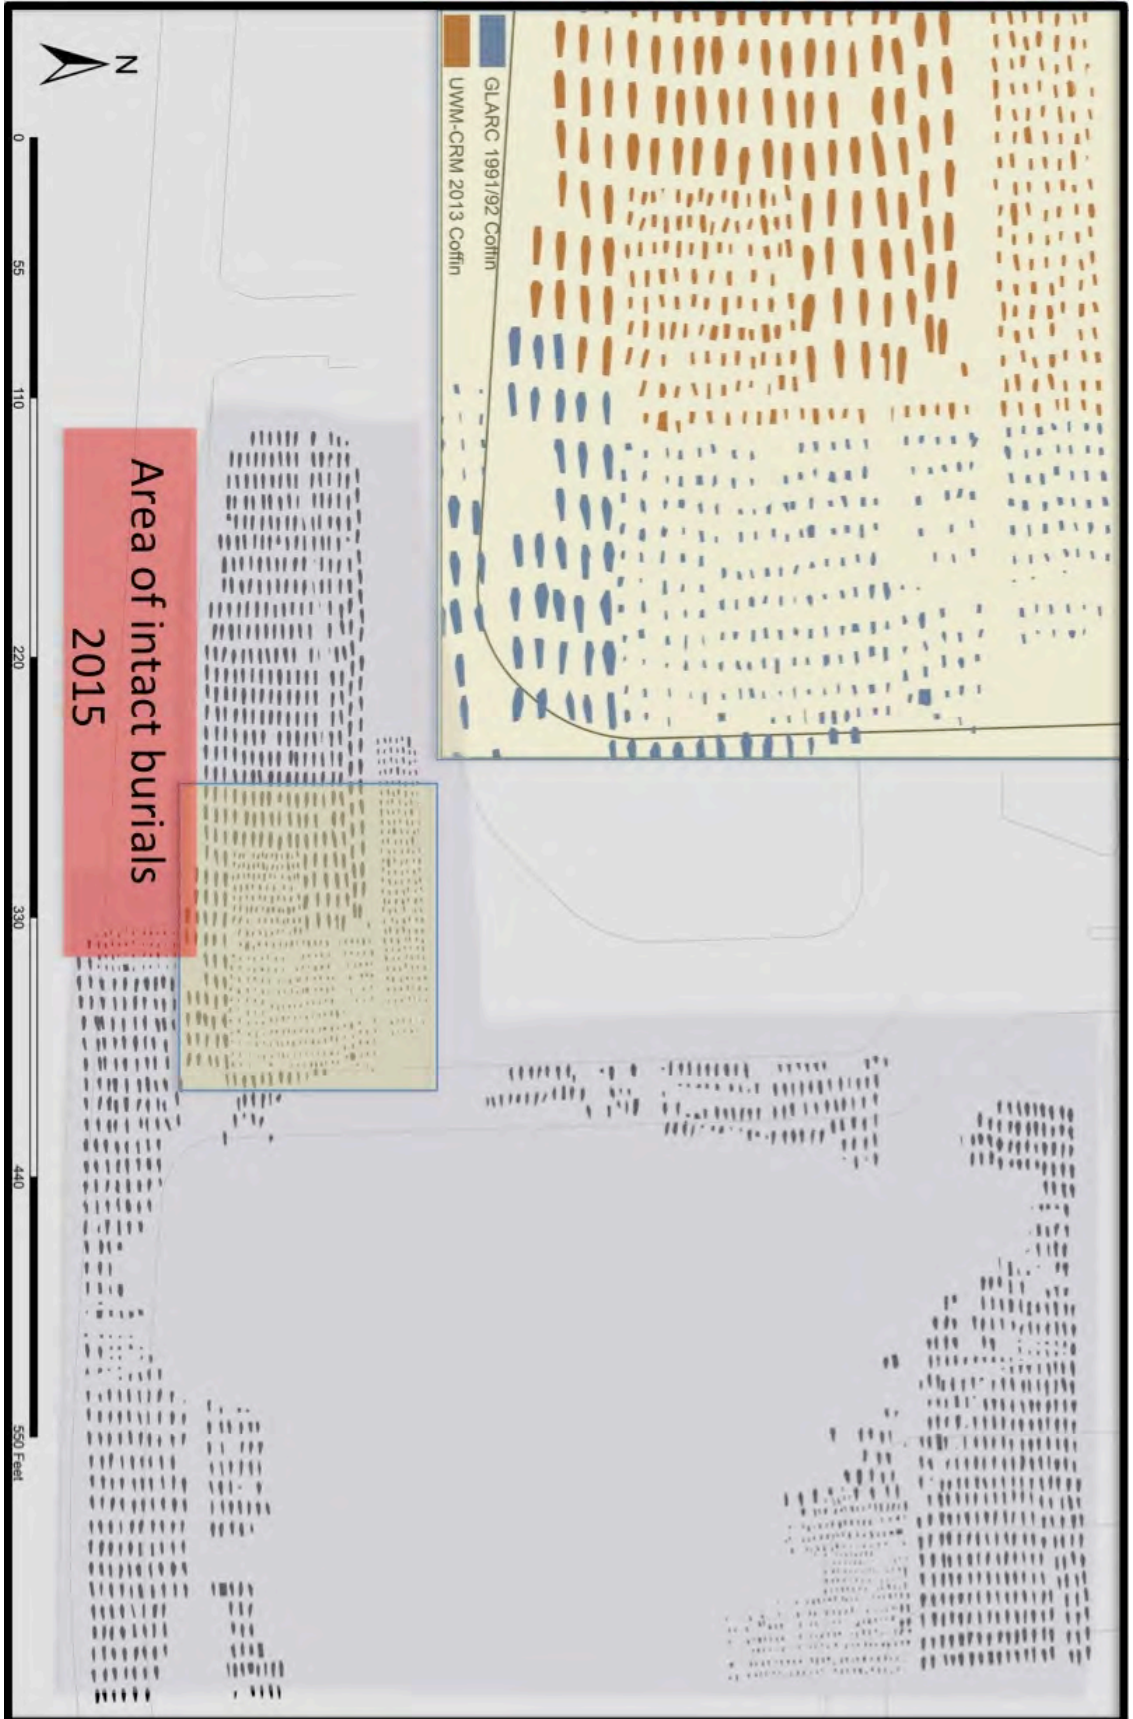 GLARC 1991/92 Coffin
UWM-CRM 2013 Coffin
N
0 55 110 220 330 440 550 Feet
Area of intact burials
2015